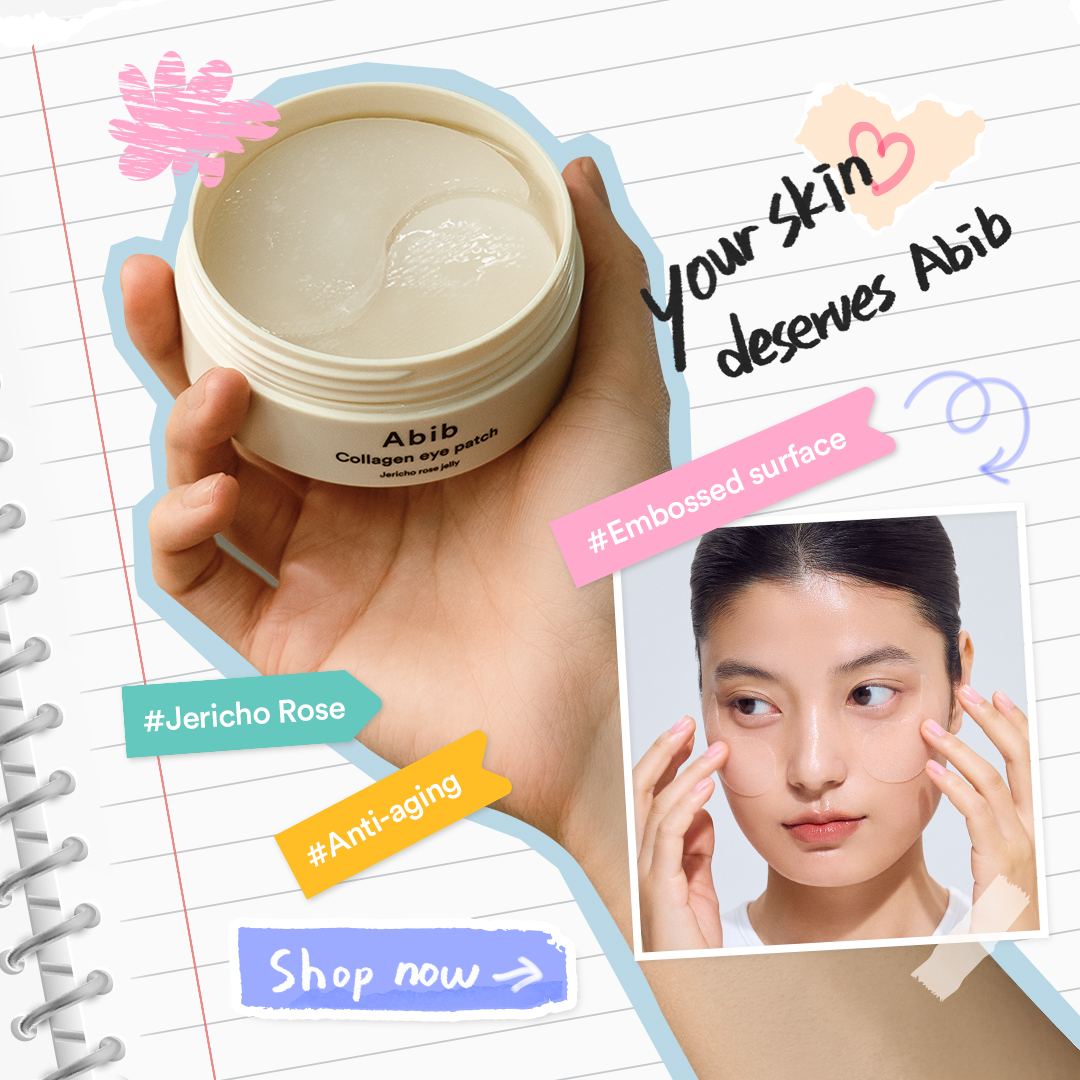 your skin
deserves Abib
Abib
Collagen eye patch
Jericho rose jelly
#Embossed surface
#Jericho Rose
#Anti-aging
Shop now →